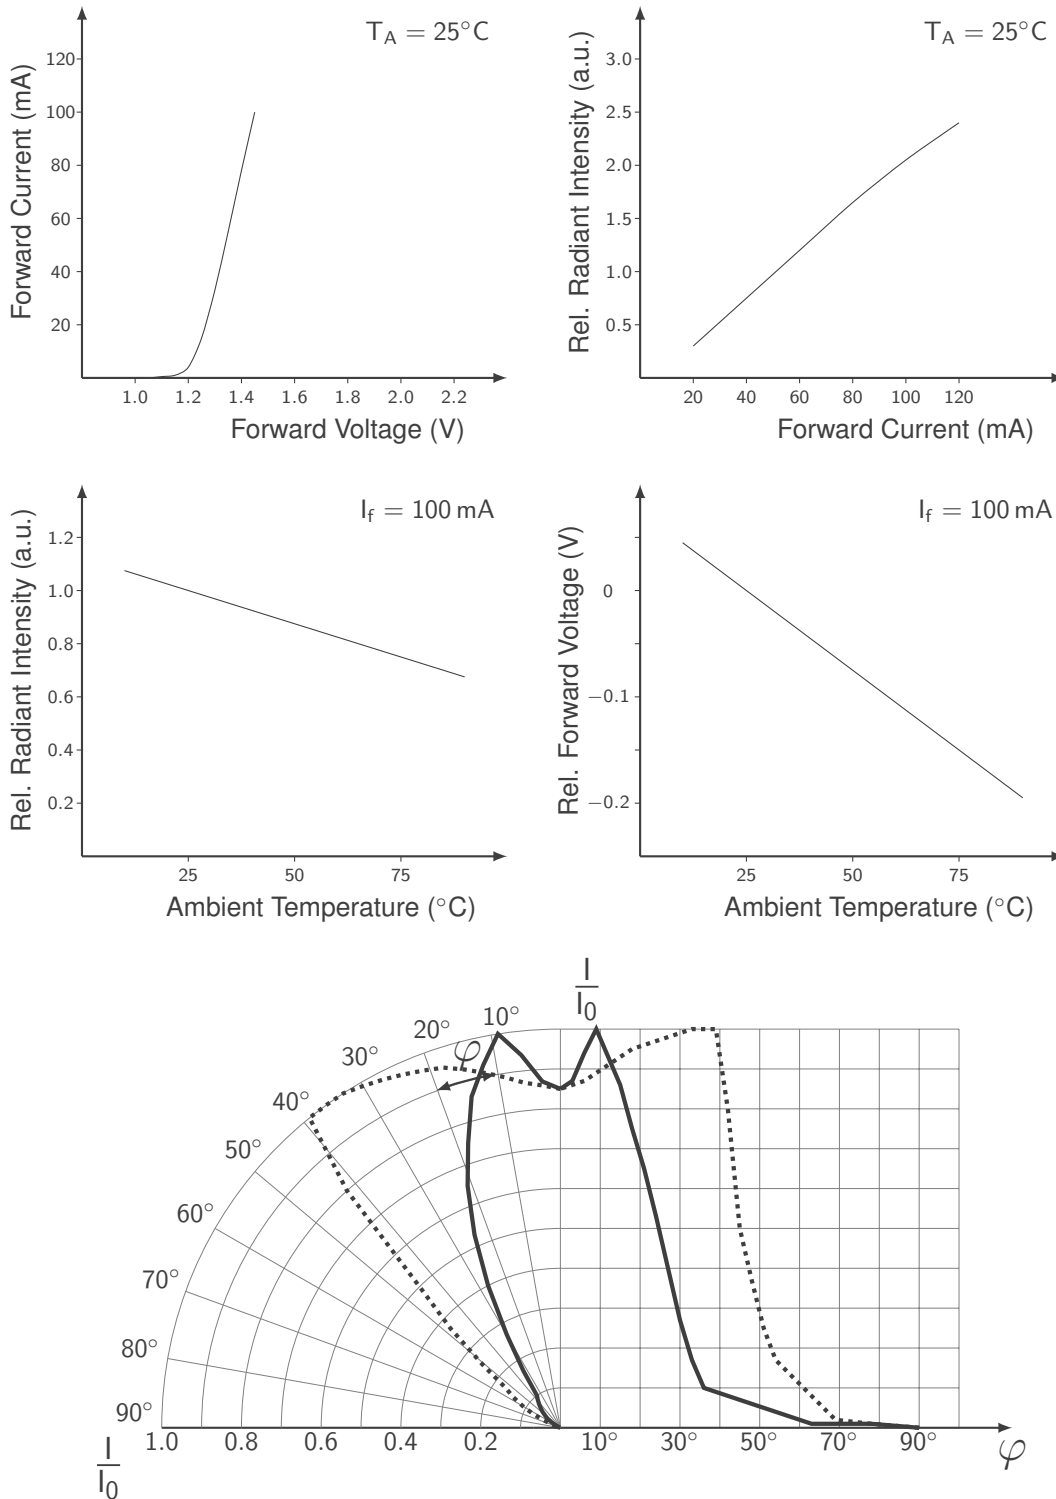 T_A = 25°C
Forward Current (mA)
120
100
80
60
40
20
1.0 1.2 1.4 1.6 1.8 2.0 2.2
Forward Voltage (V)
T_A = 25°C
Rel. Radiant Intensity (a.u.)
3.0
2.5
2.0
1.5
1.0
0.5
20 40 60 80 100 120
Forward Current (mA)
I_f = 100 mA
Rel. Radiant Intensity (a.u.)
1.2
1.0
0.8
0.6
0.4
0.2
25 50 75
Ambient Temperature (°C)
I_f = 100 mA
Rel. Forward Voltage (V)
0
−0.1
−0.2
25 50 75
Ambient Temperature (°C)
I
I_0
10°
20°
φ
30°
40°
50°
60°
70°
80°
90°
1.0 0.8 0.6 0.4 0.2 10° 30° 50° 70° 90° φ
I
I_0